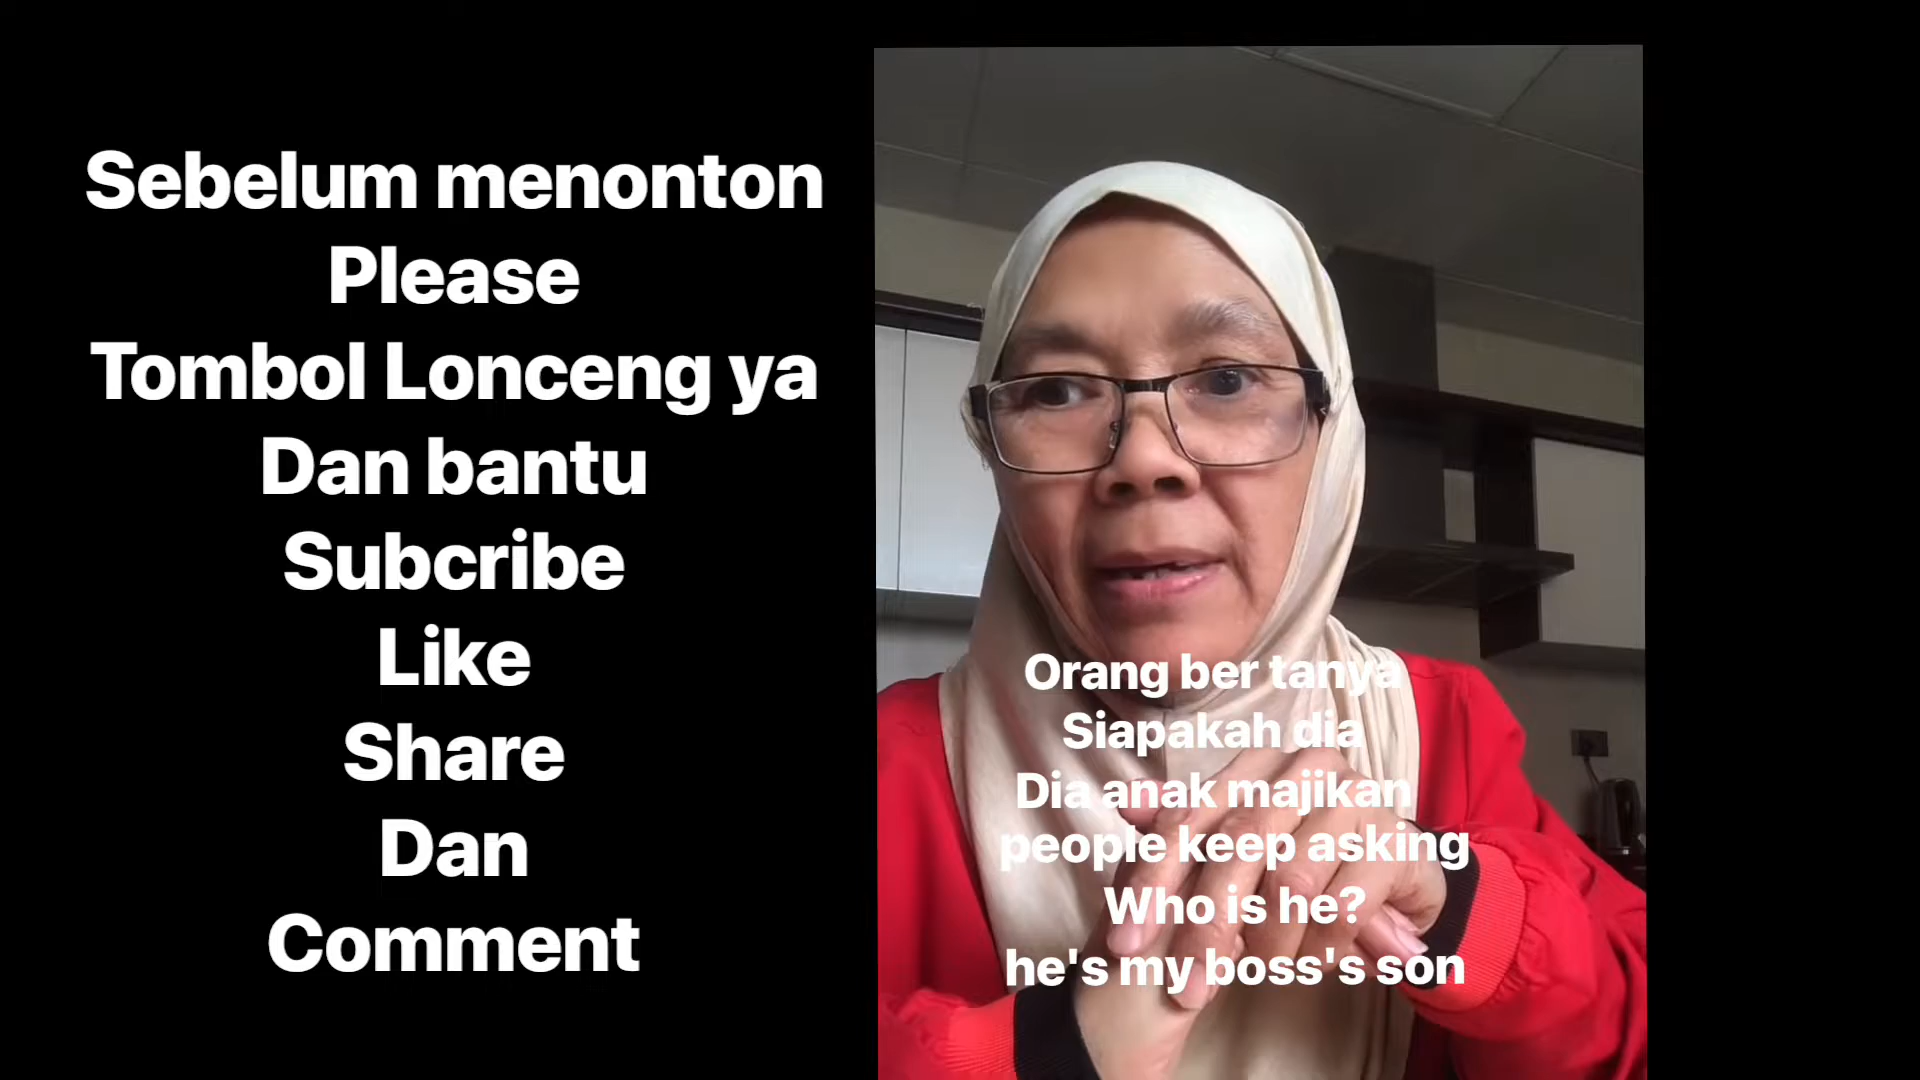 Sebelum menonton
Please
Tombol Lonceng ya
Dan bantu
Subcribe
Like
Share
Dan
Comment
Orang ber tanya
Siapakah dia
Dia anak majikan
people keep asking
Who is he?
he's my boss's son